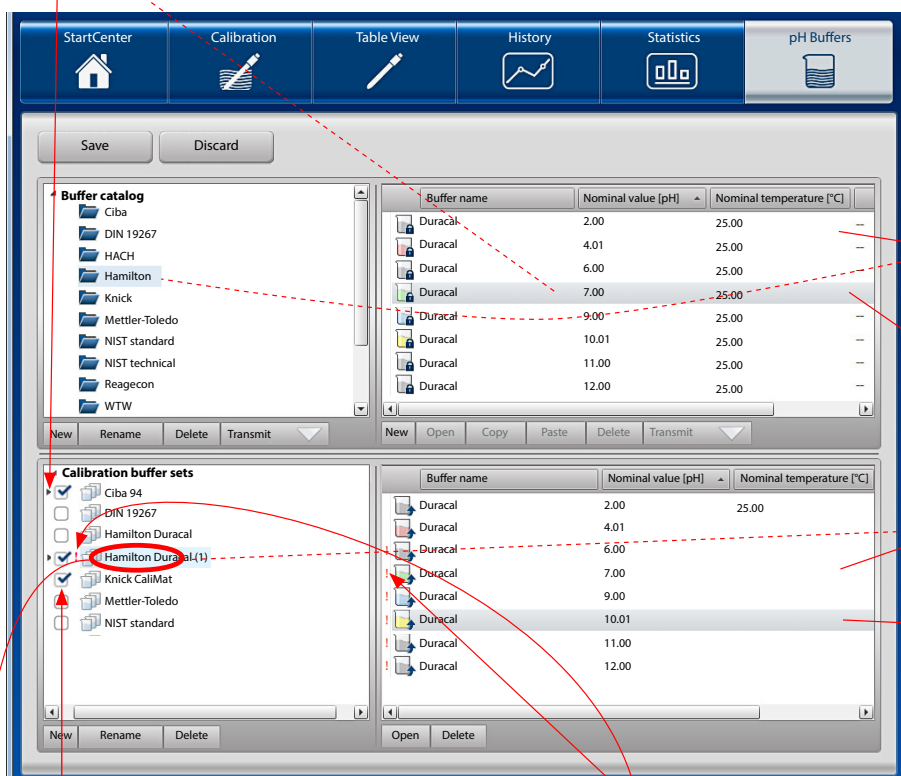 StartCenter Calibration Table View History Statistics pH Buffers
Save Discard
Buffer catalog
Ciba
DIN 19267
HACH
Hamilton
Knick
Mettler-Toledo
NIST standard
NIST technical
Reagecon
WTW
New Rename Delete Transmit
Buffer name Nominal value [pH] Nominal temperature [°C]
Duracal 2.00 25.00 --
Duracal 4.01 25.00 --
Duracal 6.00 25.00 --
Duracal 7.00 25.00 --
Duracal 9.00 25.00 --
Duracal 10.01 25.00 --
Duracal 11.00 25.00 --
Duracal 12.00 25.00 --
New Open Copy Paste Delete Transmit
Calibration buffer sets
Ciba 94
DIN 19267
Hamilton Duracal
! Hamilton Duracal (1)
Knick CaliMat
Mettler-Toledo
NIST standard
New Rename Delete
Buffer name Nominal value [pH] Nominal temperature [°C]
Duracal 2.00 25.00
Duracal 4.01
! Duracal 6.00
! Duracal 7.00
! Duracal 9.00
! Duracal 10.01
! Duracal 11.00
! Duracal 12.00
Open Delete